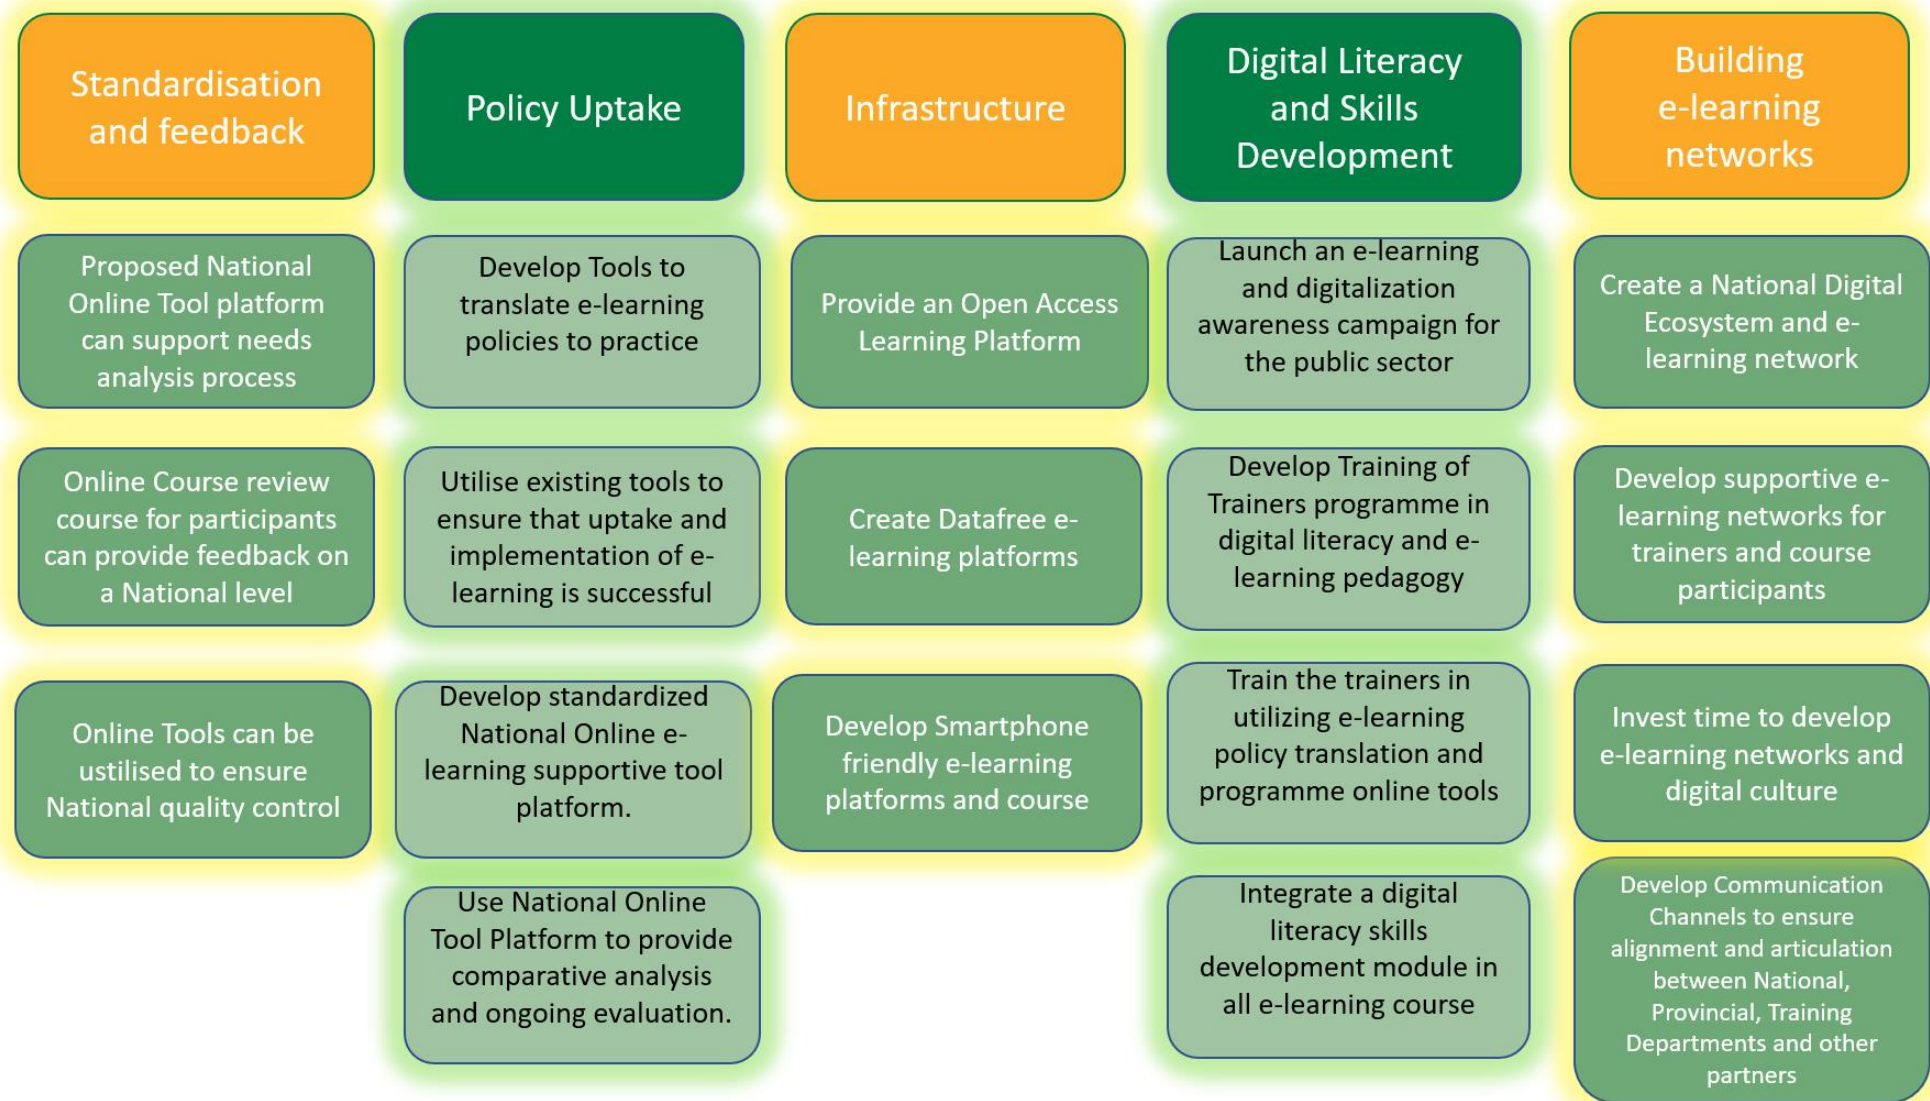 Standardisation
and feedback
Proposed National
Online Tool platform
can support needs
analysis process
Online Course review
course for participants
can provide feedback on
a National level
Online Tools can be
ustilised to ensure
National quality control
Policy Uptake
Develop Tools to
translate e-learning
policies to practice
Utilise existing tools to
ensure that uptake and
implementation of e-
learning is successful
Develop standardized
National Online e-
learning supportive tool
platform.
Use National Online
Tool Platform to provide
comparative analysis
and ongoing evaluation.
Infrastructure
Provide an Open Access
Learning Platform
Create Datafree e-
learning platforms
Develop Smartphone
friendly e-learning
platforms and course
Digital Literacy
and Skills
Development
Launch an e-learning
and digitalization
awareness campaign for
the public sector
Develop Training of
Trainers programme in
digital literacy and e-
learning pedagogy
Train the trainers in
utilizing e-learning
policy translation and
programme online tools
Integrate a digital
literacy skills
development module in
all e-learning course
Building
e-learning
networks
Create a National Digital
Ecosystem and e-
learning network
Develop supportive e-
learning networks for
trainers and course
participants
Invest time to develop
e-learning networks and
digital culture
Develop Communication
Channels to ensure
alignment and articulation
between National,
Provincial, Training
Departments and other
partners